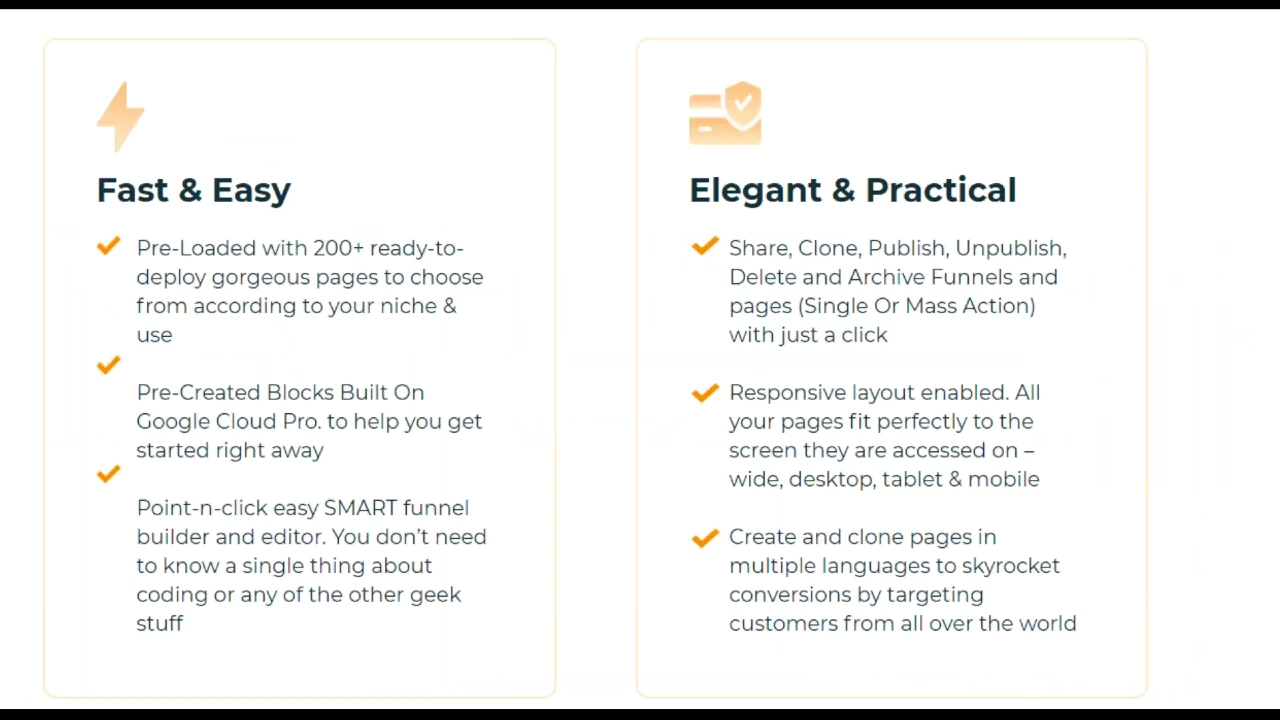 Fast & Easy
Pre-Loaded with 200+ ready-to-
deploy gorgeous pages to choose
from according to your niche &
use
Pre-Created Blocks Built On
Google Cloud Pro. to help you get
started right away
Point-n-click easy SMART funnel
builder and editor. You don’t need
to know a single thing about
coding or any of the other geek
stuff
Elegant & Practical
Share, Clone, Publish, Unpublish,
Delete and Archive Funnels and
pages (Single Or Mass Action)
with just a click
Responsive layout enabled. All
your pages fit perfectly to the
screen they are accessed on –
wide, desktop, tablet & mobile
Create and clone pages in
multiple languages to skyrocket
conversions by targeting
customers from all over the world